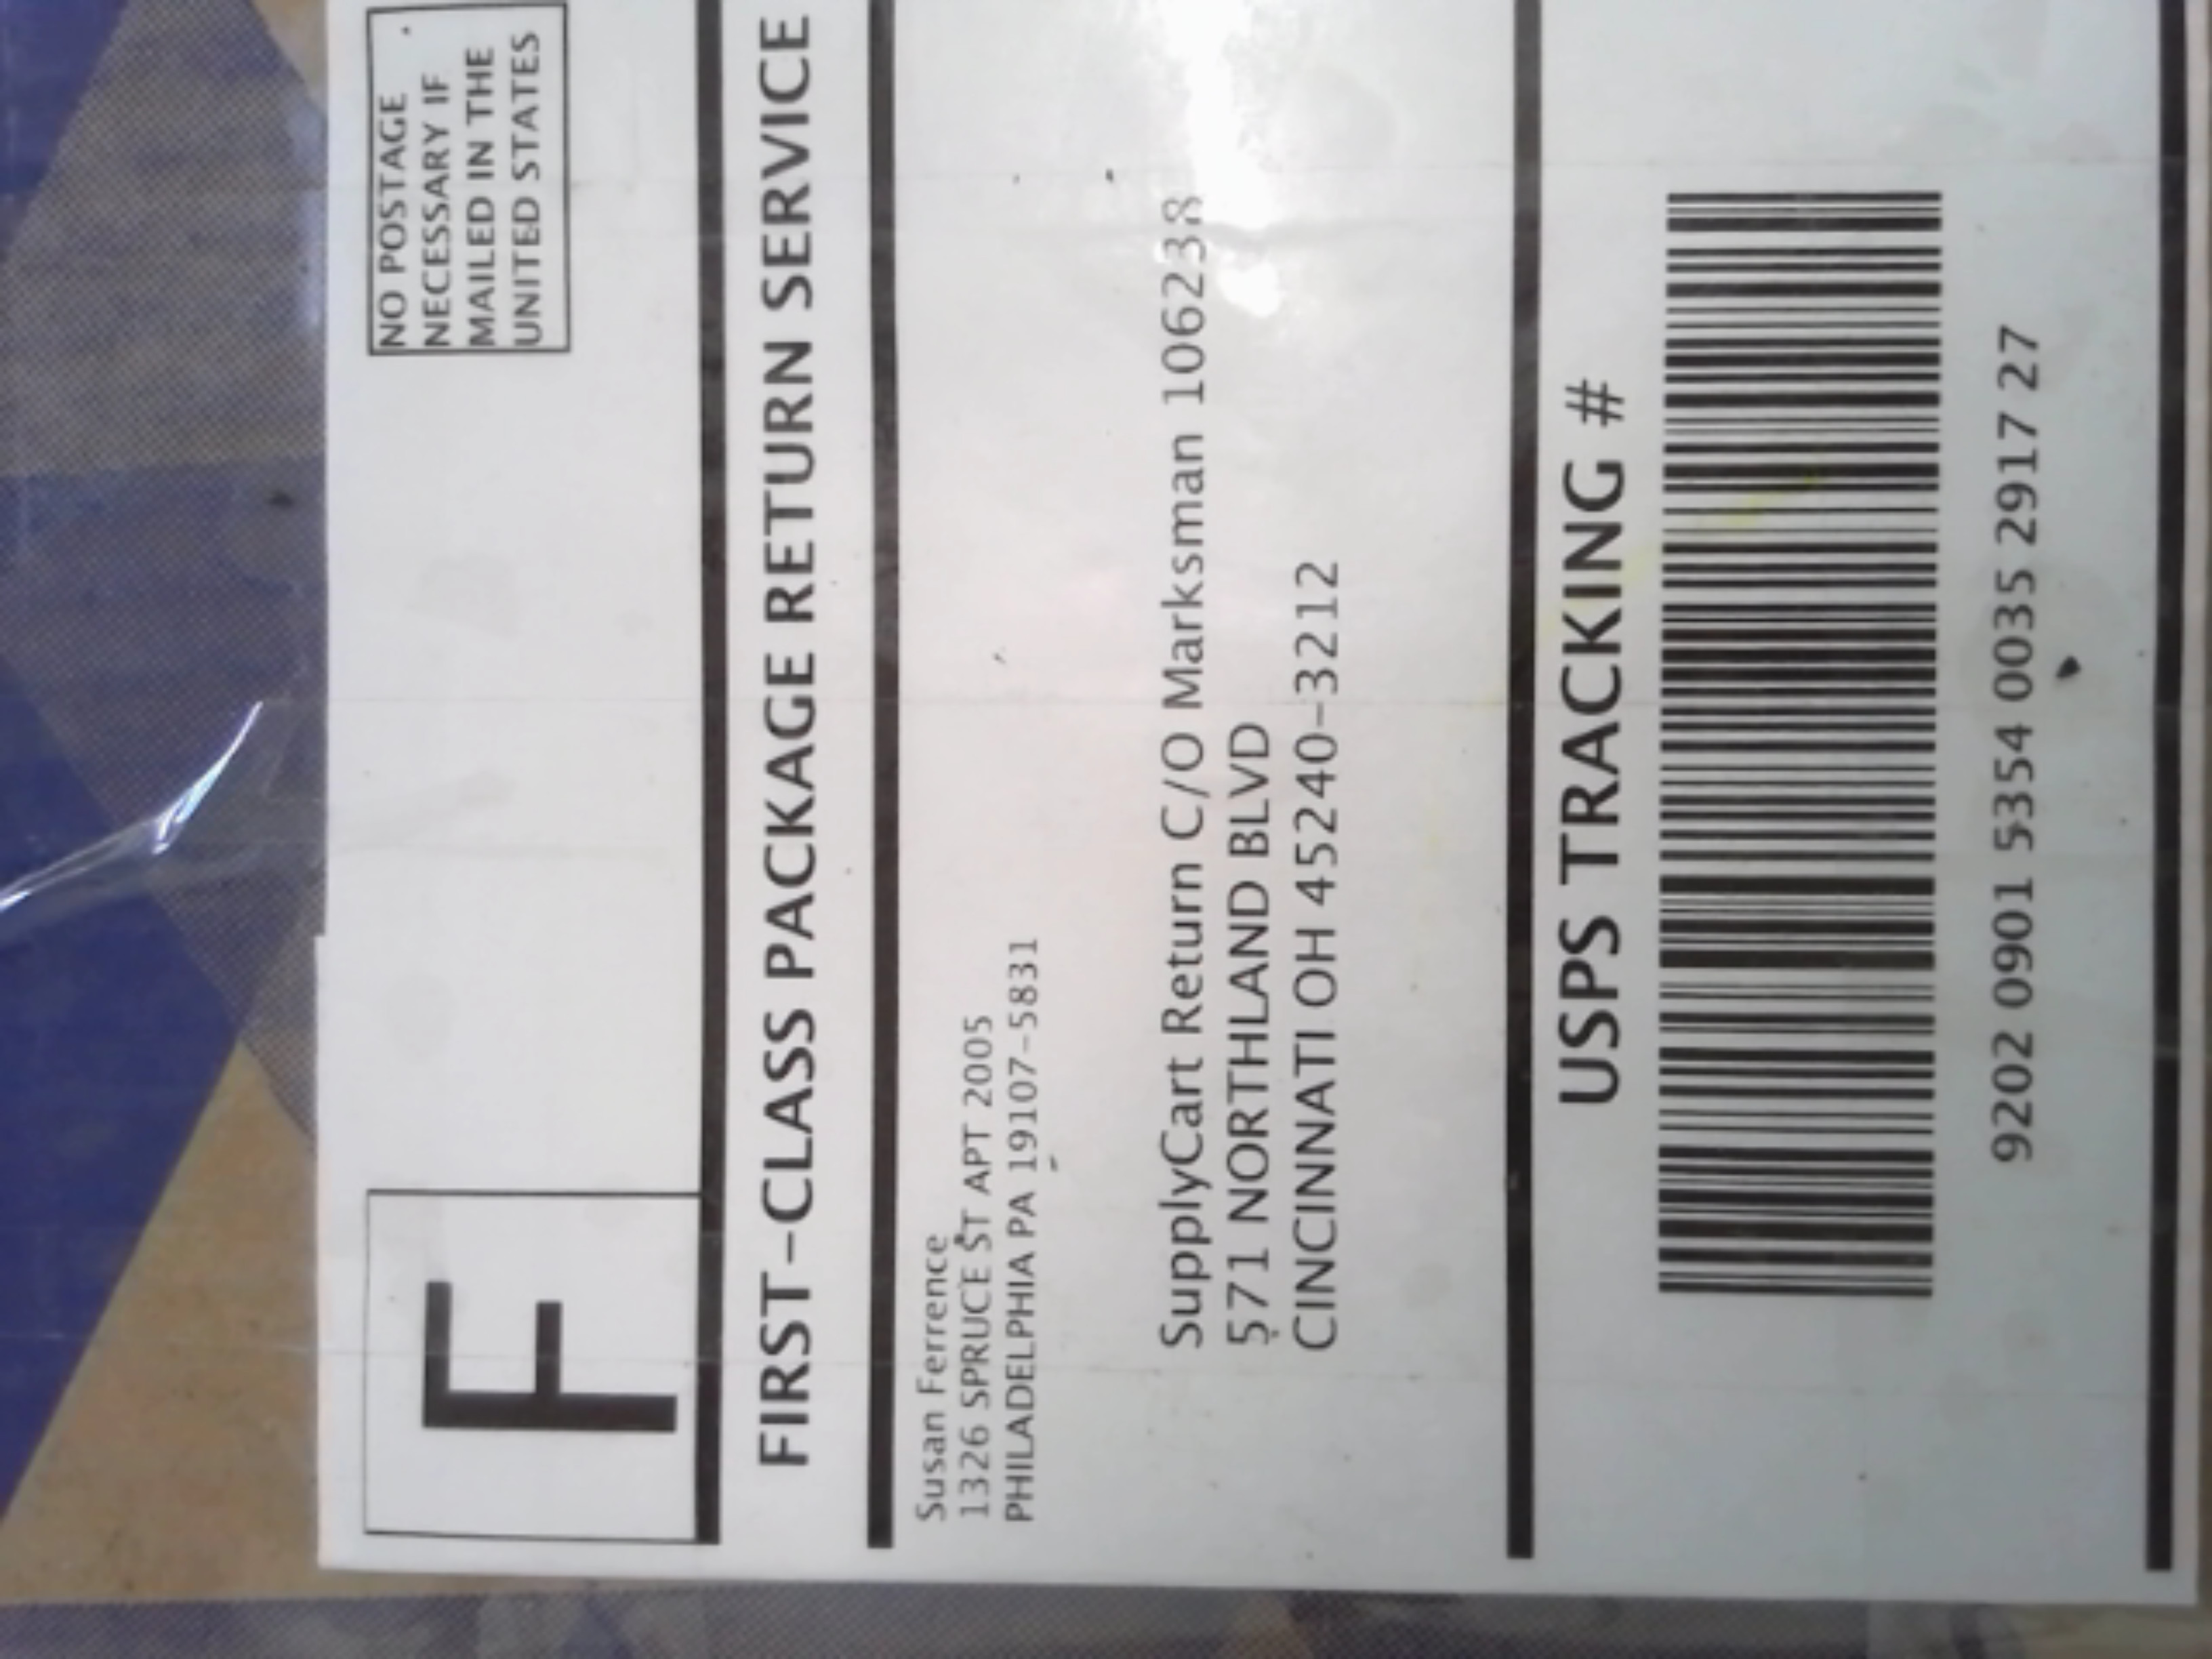 F
NO POSTAGE
NECESSARY IF
MAILED IN THE
UNITED STATES
FIRST-CLASS PACKAGE RETURN SERVICE
Susan Ferrence
1326 SPRUCE ST APT 2005
PHILADELPHIA PA 19107-5831
SupplyCart Return C/O Marksman 106238
571 NORTHLAND BLVD
CINCINNATI OH 45240-3212
USPS TRACKING #
9202 0901 5354 0035 2917 27